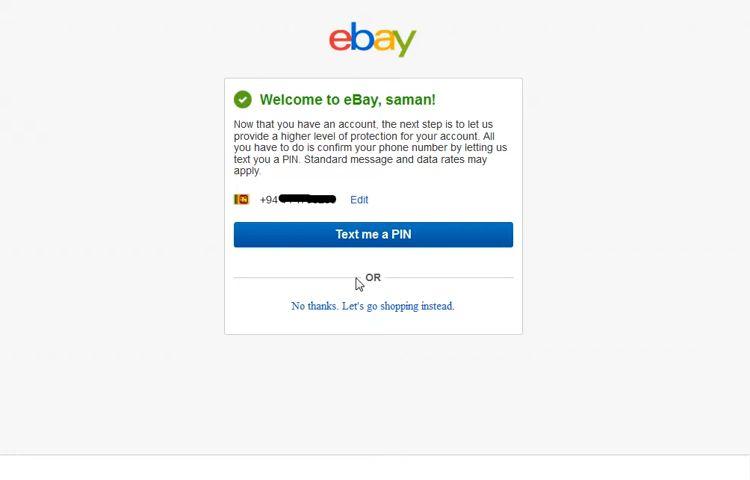 ebay
Welcome to eBay, saman!
Now that you have an account, the next step is to let us
provide a higher level of protection for your account. All
you have to do is confirm your phone number by letting us
text you a PIN. Standard message and data rates may
apply.
+94 Edit
Text me a PIN
OR
No thanks. Let's go shopping instead.